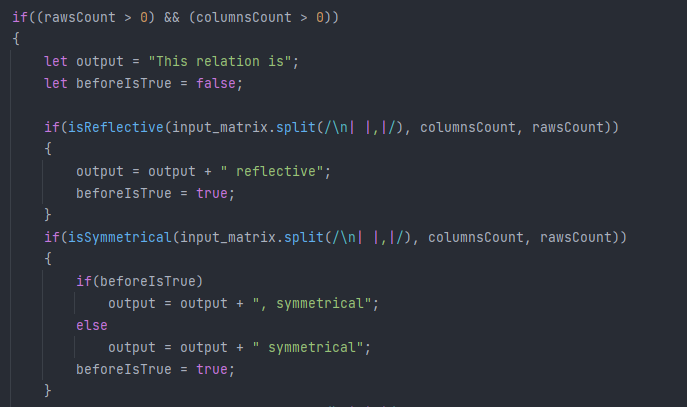 if((rawsCount > 0) && (columnsCount > 0))
{
let output = "This relation is";
let beforeIsTrue = false;
if(isReflective(input_matrix.split(/\n| |,|/), columnsCount, rawsCount))
{
output = output + " reflective";
beforeIsTrue = true;
}
if(isSymmetrical(input_matrix.split(/\n| |,|/), columnsCount, rawsCount))
{
if(beforeIsTrue)
output = output + ", symmetrical";
else
output = output + " symmetrical";
beforeIsTrue = true;
}